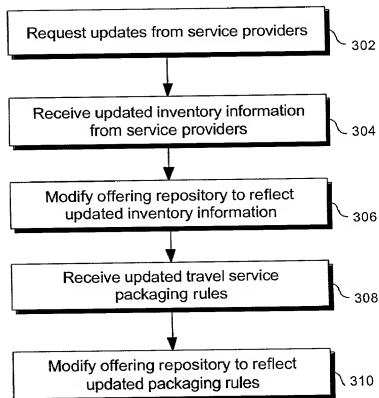 Request updates from service providers
302
Receive updated inventory information
from service providers
304
Modify offering repository to reflect
updated inventory information
306
Receive updated travel service
packaging rules
308
Modify offering repository to reflect
updated packaging rules
310